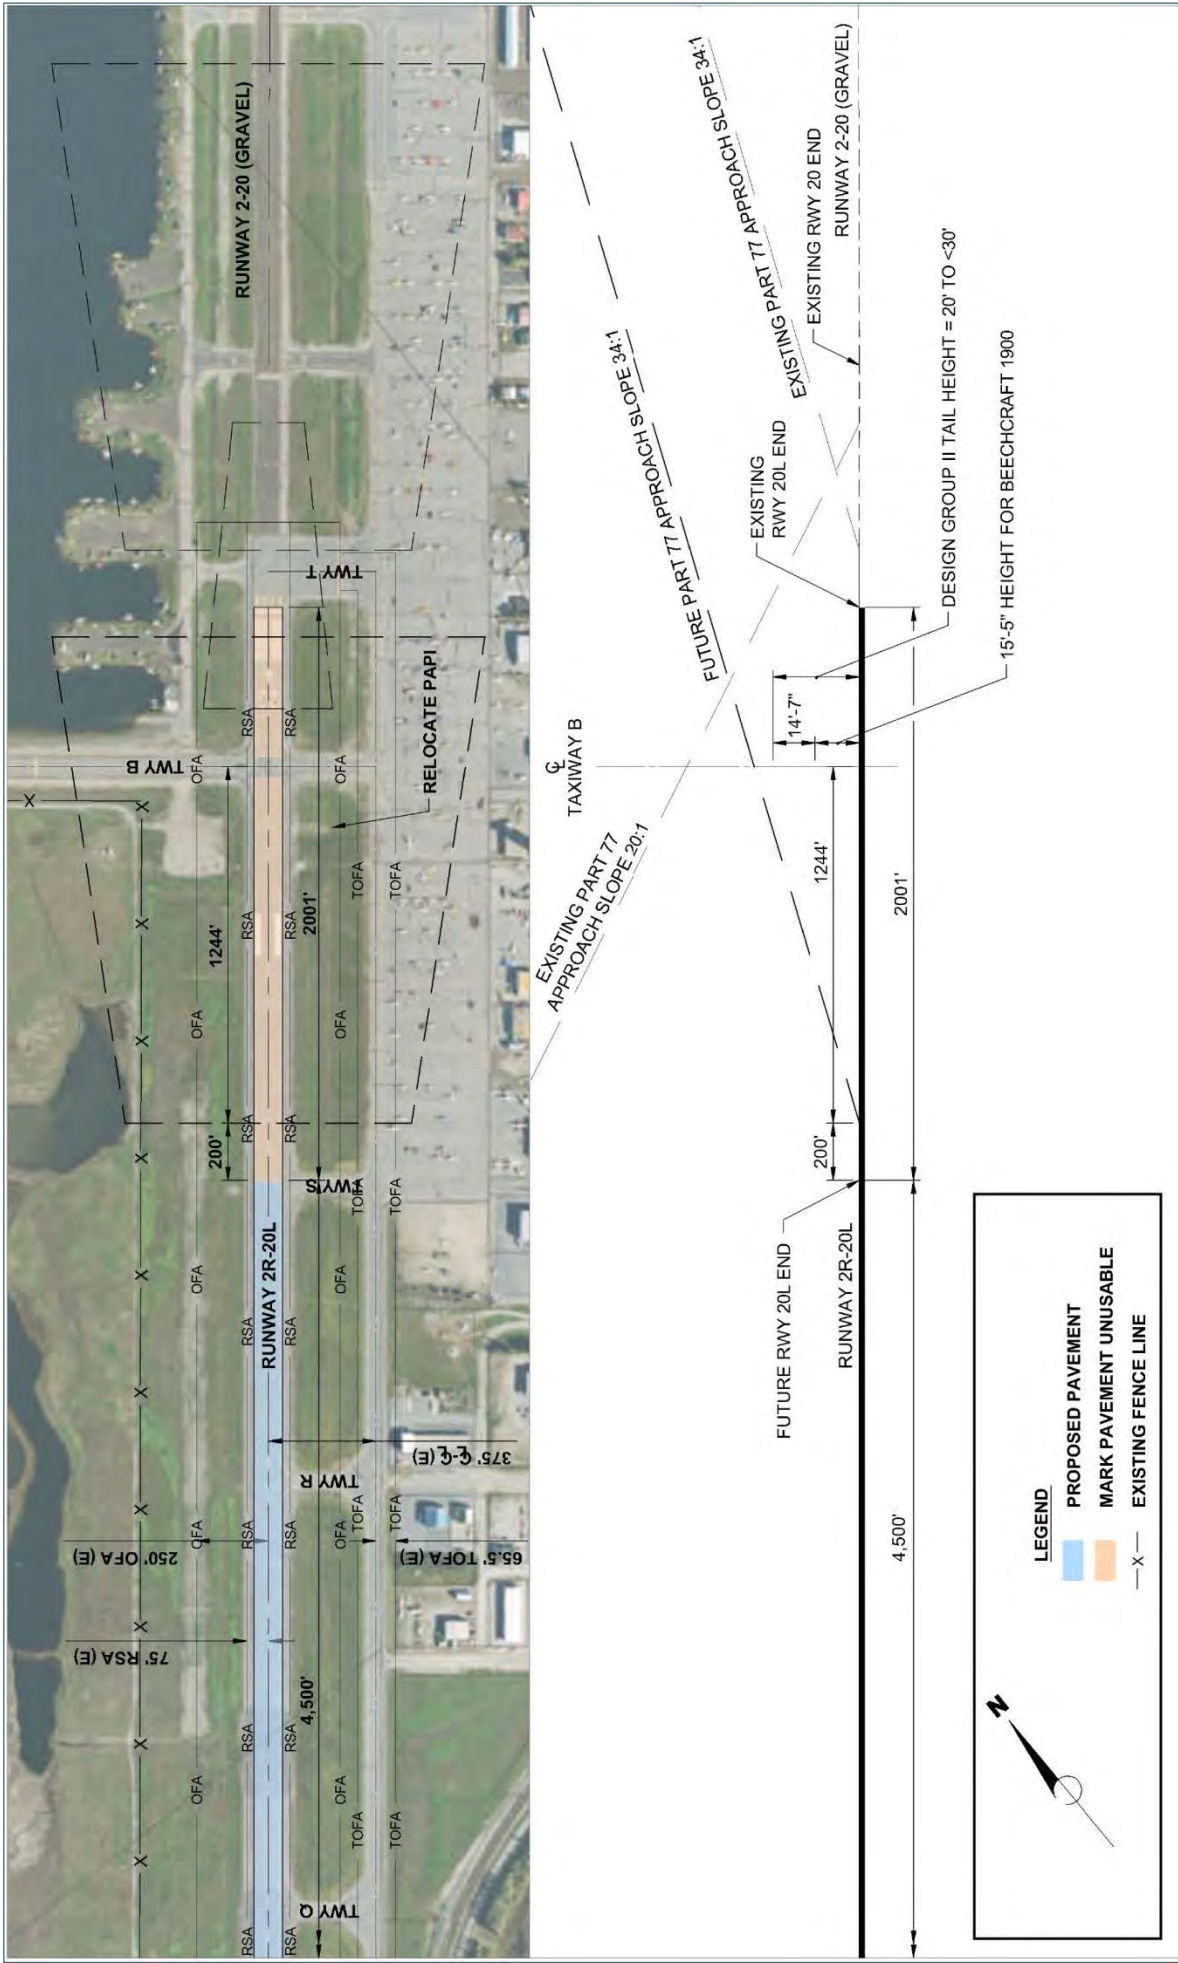 RUNWAY 2-20 (GRAVEL)
TWY T
RELOCATE PAPI
TWY B
OFA
OFA
RSA
RSA
X
X
X
X
X
X
X
X
X
X
X
TOFA
TOFA
RSA
RSA
2001'
1244'
OFA
OFA
RSA
RSA
200'
TWY S
TOFA
TOFA
RUNWAY 2R-20L
OFA
OFA
RSA
RSA
375' C-C (E)
TWY R
TOFA
TOFA
OFA
OFA
RSA
RSA
250' OFA (E)
65.5' TOFA (E)
75' RSA (E)
4,500'
RSA
RSA
OFA
OFA
TOFA
TOFA
TWY Q
RSA
RSA
EXISTING PART 77 APPROACH SLOPE 34:1
FUTURE PART 77 APPROACH SLOPE 34:1
EXISTING RWY 20 END
RUNWAY 2-20 (GRAVEL)
EXISTING
RWY 20L END
DESIGN GROUP II TAIL HEIGHT = 20' TO <30'
15'-5" HEIGHT FOR BEECHCRAFT 1900
14'-7"
CL
TAXIWAY B
EXISTING PART 77
APPROACH SLOPE 20:1
1244'
2001'
200'
FUTURE RWY 20L END
RUNWAY 2R-20L
4,500'
LEGEND
PROPOSED PAVEMENT
MARK PAVEMENT UNUSABLE
X EXISTING FENCE LINE
N